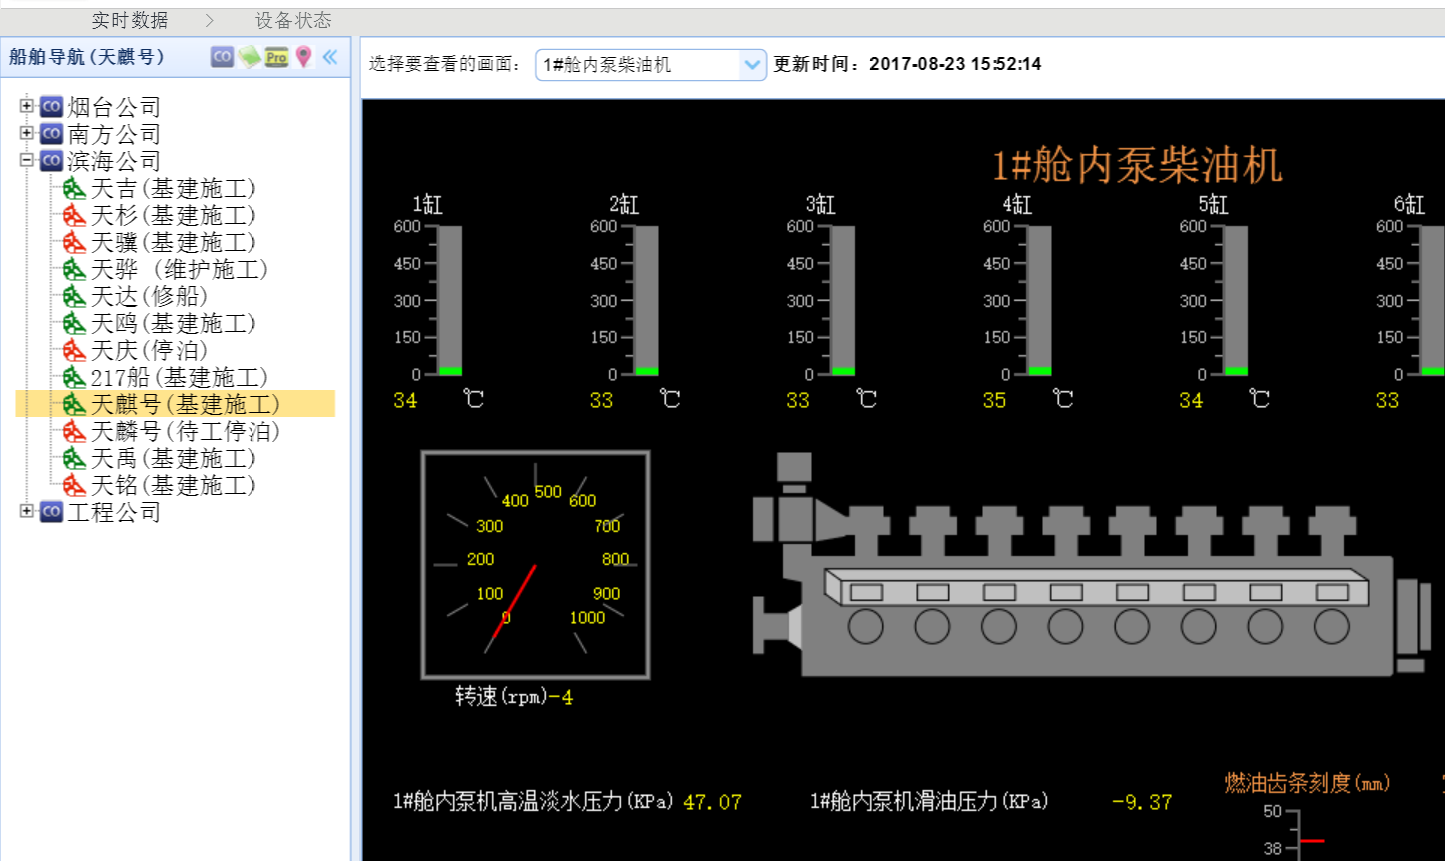 实时数据 > 设备状态
船舶导航(天麒号) CO Pro «
选择要查看的画面： 1#舱内泵柴油机 更新时间：2017-08-23 15:52:14
CO 烟台公司
CO 南方公司
CO 滨海公司
天吉(基建施工)
天杉(基建施工)
天骥(基建施工)
天骅 (维护施工)
天达(修船)
天鸥(基建施工)
天庆(停泊)
217船(基建施工)
天麒号(基建施工)
天麟号(待工停泊)
天禹(基建施工)
天铭(基建施工)
CO 工程公司
1#舱内泵柴油机
1缸 2缸 3缸 4缸 5缸 6缸
600 600 600 600 600 600
450 450 450 450 450 450
300 300 300 300 300 300
150 150 150 150 150 150
0 0 0 0 0 0
34 ℃ 33 ℃ 33 ℃ 35 ℃ 34 ℃ 33
400 500 600
300 700
200 800
100 900
0 1000
转速(rpm)-4
1#舱内泵机高温淡水压力(KPa) 47.07 1#舱内泵机滑油压力(KPa) -9.37
燃油齿条刻度(mm)
50
38